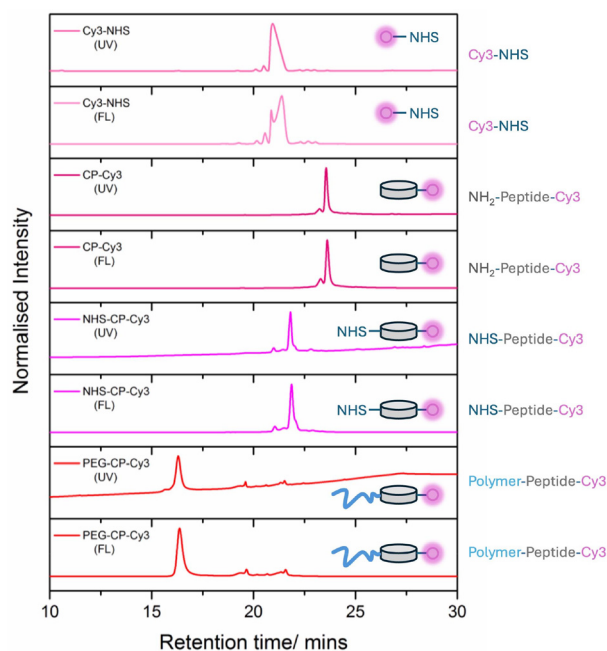 Cy3-NHS
(UV)
NHS
Cy3-NHS
Cy3-NHS
(FL)
NHS
Cy3-NHS
CP-Cy3
(UV)
NH₂-Peptide-Cy3
CP-Cy3
(FL)
NH₂-Peptide-Cy3
NHS-CP-Cy3
(UV)
NHS
NHS-Peptide-Cy3
NHS-CP-Cy3
(FL)
NHS
NHS-Peptide-Cy3
PEG-CP-Cy3
(UV)
Polymer-Peptide-Cy3
PEG-CP-Cy3
(FL)
Polymer-Peptide-Cy3
Normalised Intensity
10 15 20 25 30
Retention time/ mins